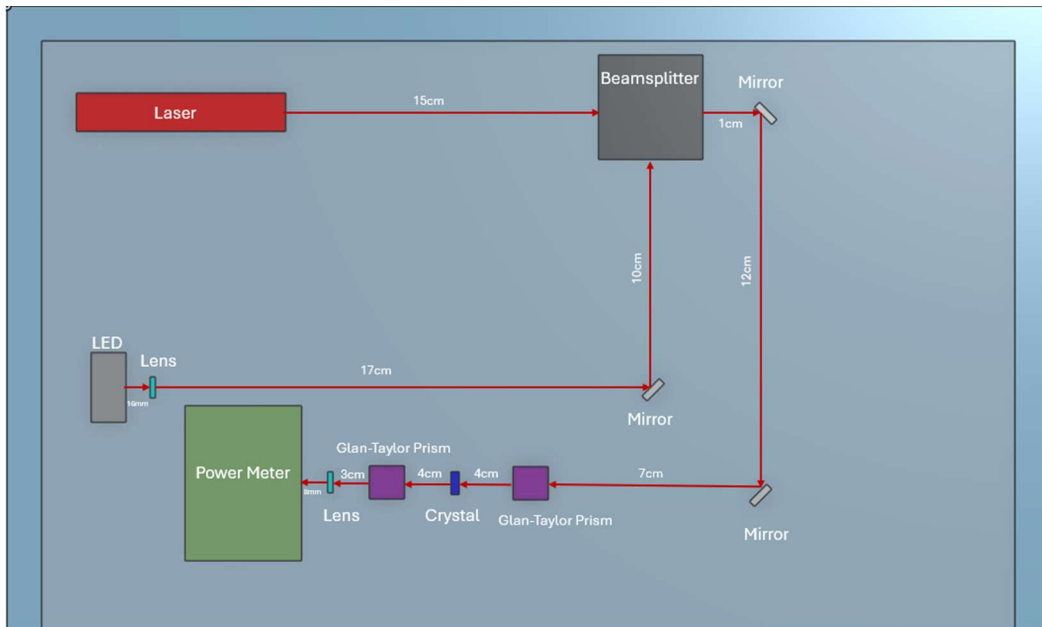 Laser
15cm
Beamsplitter
Mirror
1cm
10cm
12cm
LED
Lens
16mm
17cm
Mirror
Power Meter
8mm
Lens
3cm
Glan-Taylor Prism
4cm
Crystal
4cm
Glan-Taylor Prism
7cm
Mirror